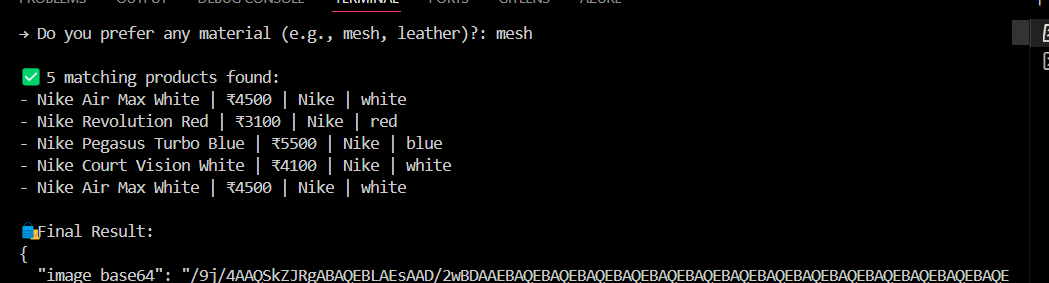 PROBLEMS OUTPUT DEBUG CONSOLE TERMINAL PORTS GITLENS AZURE
→ Do you prefer any material (e.g., mesh, leather)?: mesh
✅ 5 matching products found:
- Nike Air Max White | ₹4500 | Nike | white
- Nike Revolution Red | ₹3100 | Nike | red
- Nike Pegasus Turbo Blue | ₹5500 | Nike | blue
- Nike Court Vision White | ₹4100 | Nike | white
- Nike Air Max White | ₹4500 | Nike | white
🛍️Final Result:
{
"image_base64": "/9j/4AAQSkZJRgABAQEBLAEsAAD/2wBDAAEBAQEBAQEBAQEBAQEBAQEBAQEBAQEBAQEBAQEBAQEBAQEBAQEBAQE